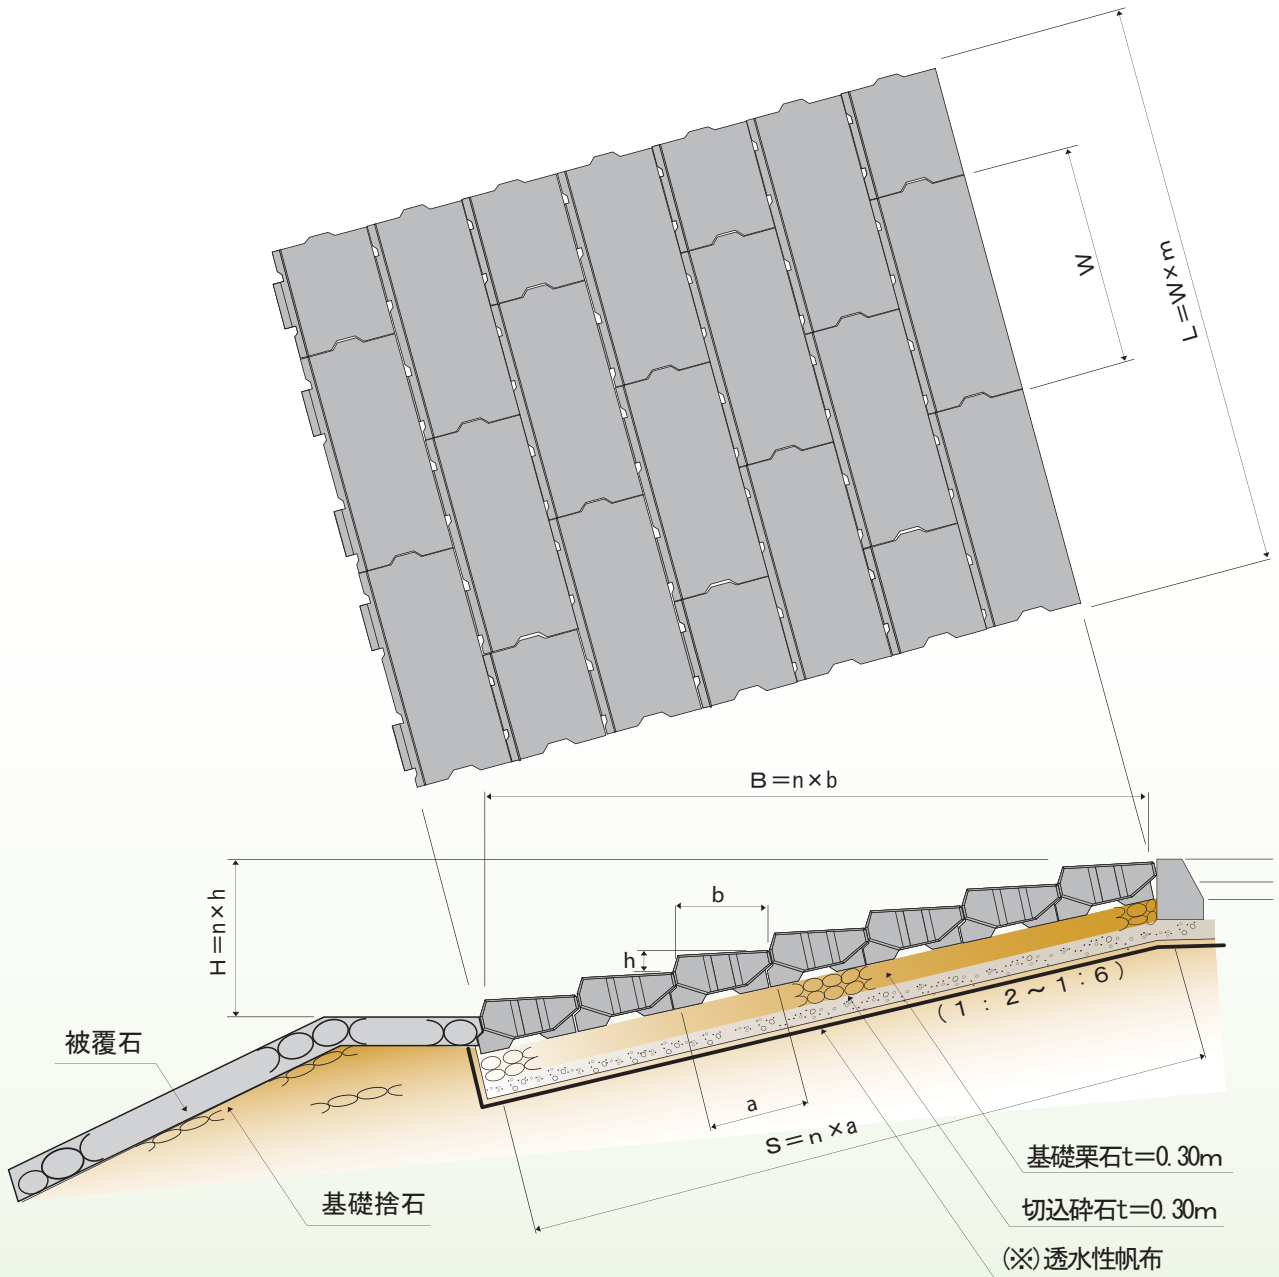 W
L=W×m
B=n×b
H=n×h
b
h
(1:2～1:6)
被覆石
a
S=n×a
基礎栗石t=0.30m
基礎捨石
切込砕石t=0.30m
(※)透水性帆布